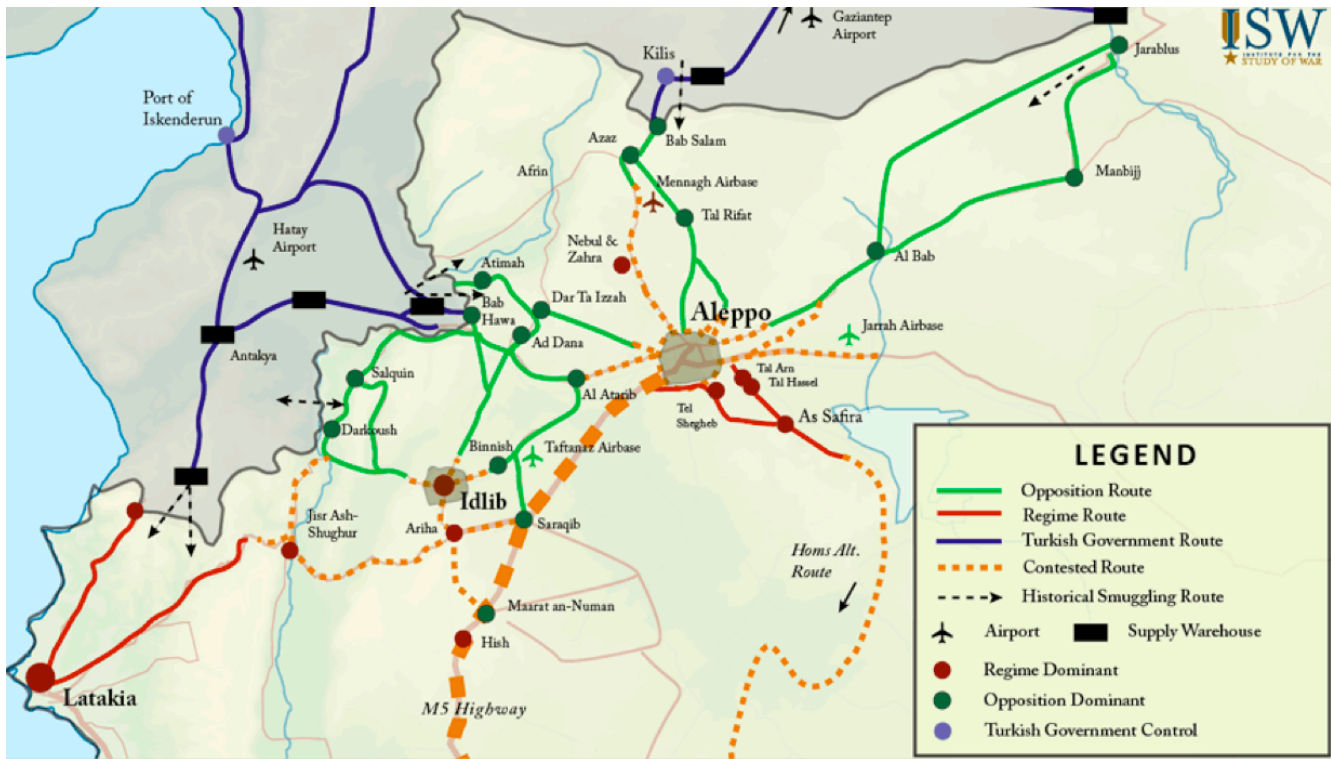 Gaziantep
Airport
ISW
INSTITUTE FOR THE
STUDY OF WAR
Kilis
Jarablus
Port of
Iskenderun
Bab Salam
Azaz
Afrin
Mennagh Airbase
Manbijj
Tal Rifat
Hatay
Airport
Nebul &
Zahra
Al Bab
Atimah
Dar Ta Izzah
Bab
Hawa
Aleppo
Jarrah Airbase
Ad Dana
Antakya
Salquin
Tal Arn
Tal Hassel
Al Atarib
Tel
Shegheb
As Safira
Darkoush
Binnish
Taftanaz Airbase
Idlib
Jisr Ash-
Shughur
Ariha
Saraqib
Homs Alt.
Route
Maarat an-Numan
Hish
Latakia
M5 Highway
LEGEND
Opposition Route
Regime Route
Turkish Government Route
Contested Route
Historical Smuggling Route
Airport
Supply Warehouse
Regime Dominant
Opposition Dominant
Turkish Government Control